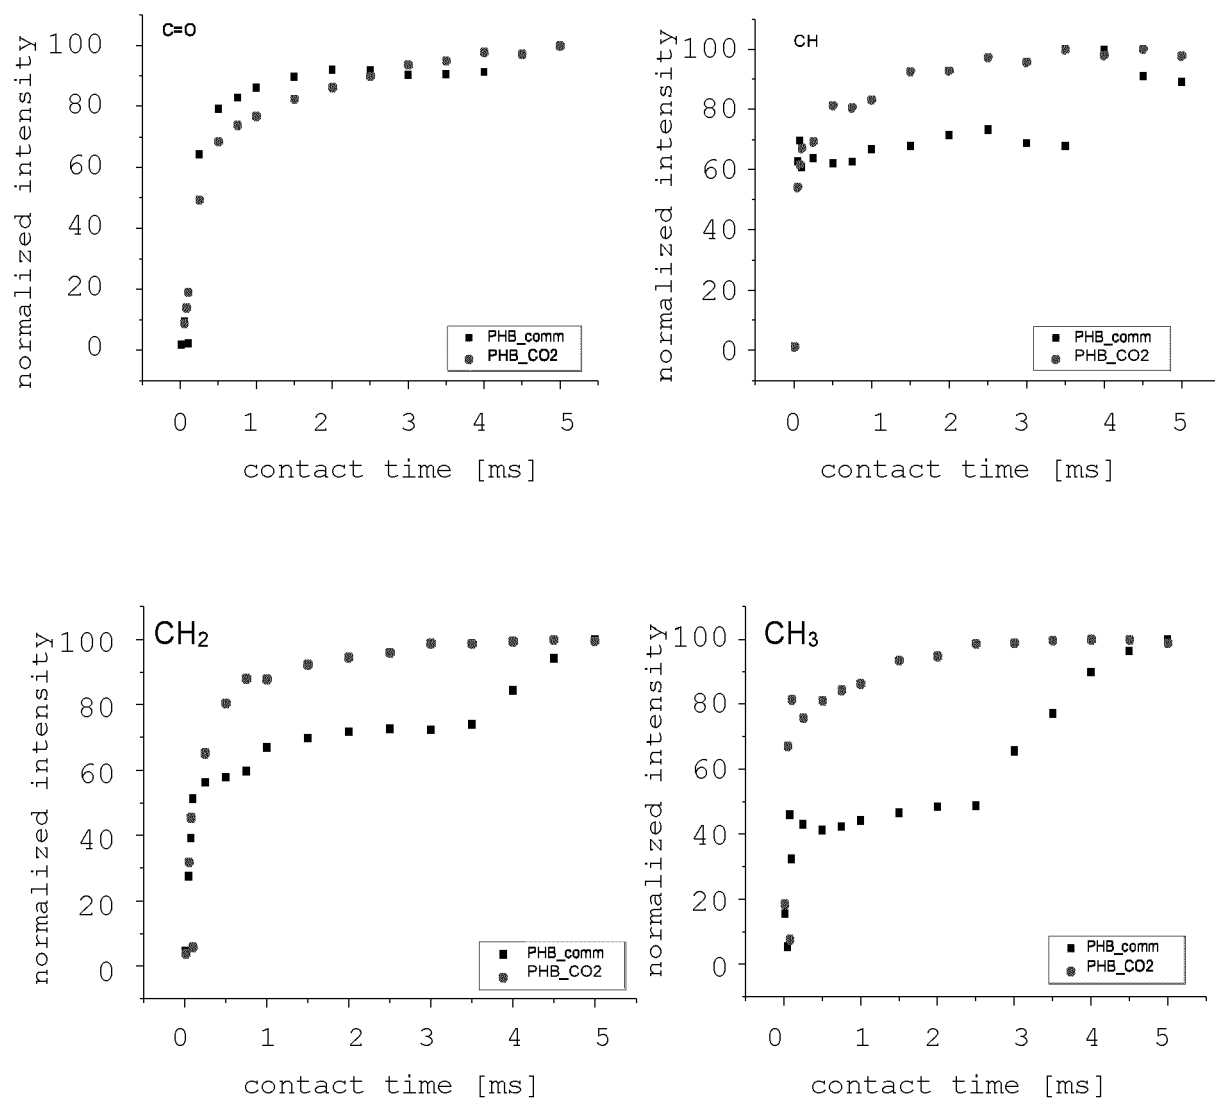 C=O
normalized intensity
100
80
60
40
20
0
PHB_comm
PHB_CO2
0 1 2 3 4 5
contact time [ms]
CH
normalized intensity
100
80
60
40
20
0
PHB_comm
PHB_CO2
0 1 2 3 4 5
contact time [ms]
CH₂
normalized intensity
100
80
60
40
20
0
PHB_comm
PHB_CO2
0 1 2 3 4 5
contact time [ms]
CH₃
normalized intensity
100
80
60
40
20
0
PHB_comm
PHB_CO2
0 1 2 3 4 5
contact time [ms]